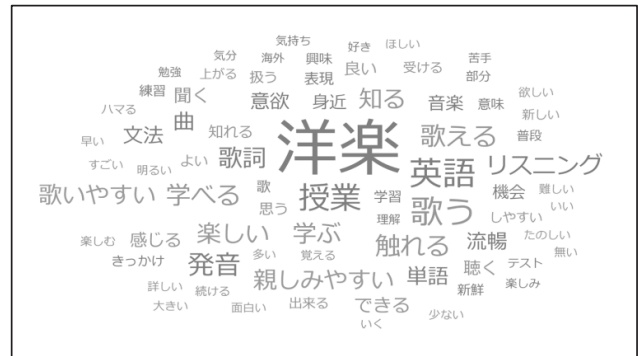 気持ち 好き ほしい
気分 海外 興味 苦手
勉強 上がる 扱う 表現 良い 受ける 部分
練習 聞く 意欲 身近 知る 音楽 意味 欲しい
ハマる 曲 新しい
早い 文法 知れる 洋楽 歌える 普段
すごい 明るい よい 歌詞 英語 リスニング
歌いやすい 学べる 歌 授業 学習 歌う 機会 難しい
思う 理解 しやすい いい
楽しむ 感じる 楽しい 学ぶ 触れる 流暢 たのしい
きっかけ 発音 多い 覚える 単語 聴く テスト 無い
詳しい 続ける 親しみやすい 新鮮 楽しみ
大きい 面白い 出来る できる 少ない
いく